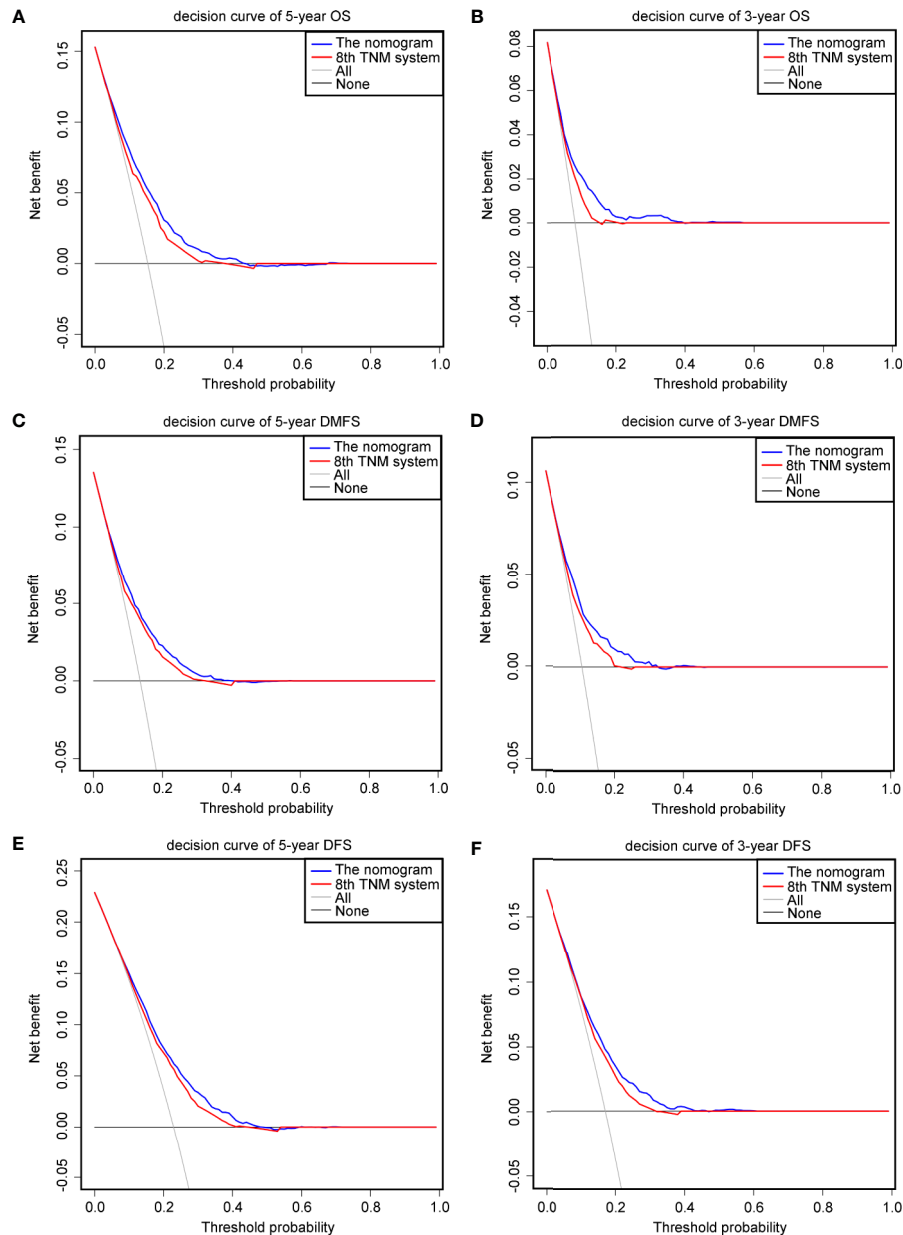 A
decision curve of 5-year OS
The nomogram
8th TNM system
All
None
Net benefit
0.15
0.10
0.05
0.00
-0.05
0.0 0.2 0.4 0.6 0.8 1.0
Threshold probability
B
decision curve of 3-year OS
The nomogram
8th TNM system
All
None
Net benefit
0.08
0.06
0.04
0.02
0.00
-0.02
-0.04
0.0 0.2 0.4 0.6 0.8 1.0
Threshold probability
C
decision curve of 5-year DMFS
The nomogram
8th TNM system
All
None
Net benefit
0.15
0.10
0.05
0.00
-0.05
0.0 0.2 0.4 0.6 0.8 1.0
Threshold probability
D
decision curve of 3-year DMFS
The nomogram
8th TNM system
All
None
Net benefit
0.10
0.05
0.00
-0.05
0.0 0.2 0.4 0.6 0.8 1.0
Threshold probability
E
decision curve of 5-year DFS
The nomogram
8th TNM system
All
None
Net benefit
0.25
0.20
0.15
0.10
0.05
0.00
-0.05
0.0 0.2 0.4 0.6 0.8 1.0
Threshold probability
F
decision curve of 3-year DFS
The nomogram
8th TNM system
All
None
Net benefit
0.15
0.10
0.05
0.00
-0.05
0.0 0.2 0.4 0.6 0.8 1.0
Threshold probability